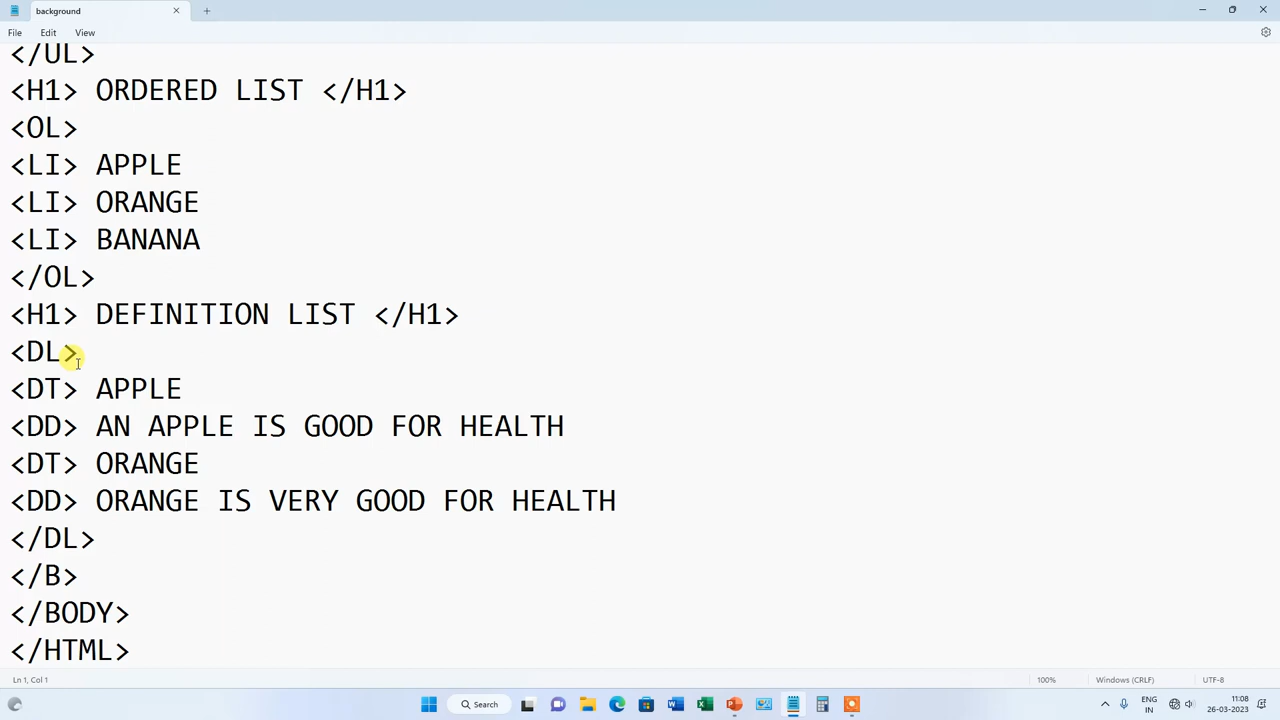 background
File Edit View
</UL>
<H1> ORDERED LIST </H1>
<OL>
<LI> APPLE
<LI> ORANGE
<LI> BANANA
</OL>
<H1> DEFINITION LIST </H1>
<DL>
<DT> APPLE
<DD> AN APPLE IS GOOD FOR HEALTH
<DT> ORANGE
<DD> ORANGE IS VERY GOOD FOR HEALTH
</DL>
</B>
</BODY>
</HTML>
Ln 1, Col 1 100% Windows (CRLF) UTF-8
Search ENG IN 11:08 26-03-2023